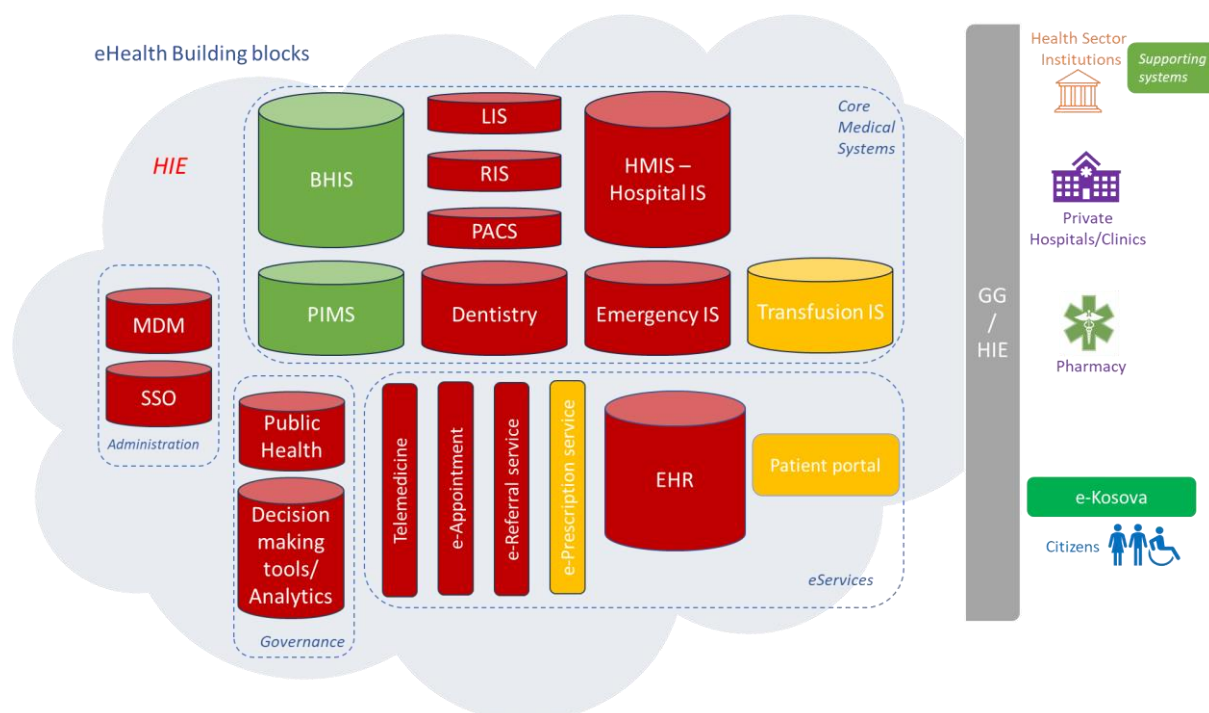 eHealth Building blocks
HIE
Core
Medical
Systems
BHIS
LIS
RIS
PACS
HMIS –
Hospital IS
PIMS
Dentistry
Emergency IS
Transfusion IS
MDM
SSO
Administration
Public
Health
Decision
making
tools/
Analytics
Governance
Telemedicine
e-Appointment
e-Referral service
e-Prescription service
EHR
Patient portal
eServices
GG
/
HIE
Health Sector
Institutions
Supporting
systems
Private
Hospitals/Clinics
Pharmacy
e-Kosova
Citizens